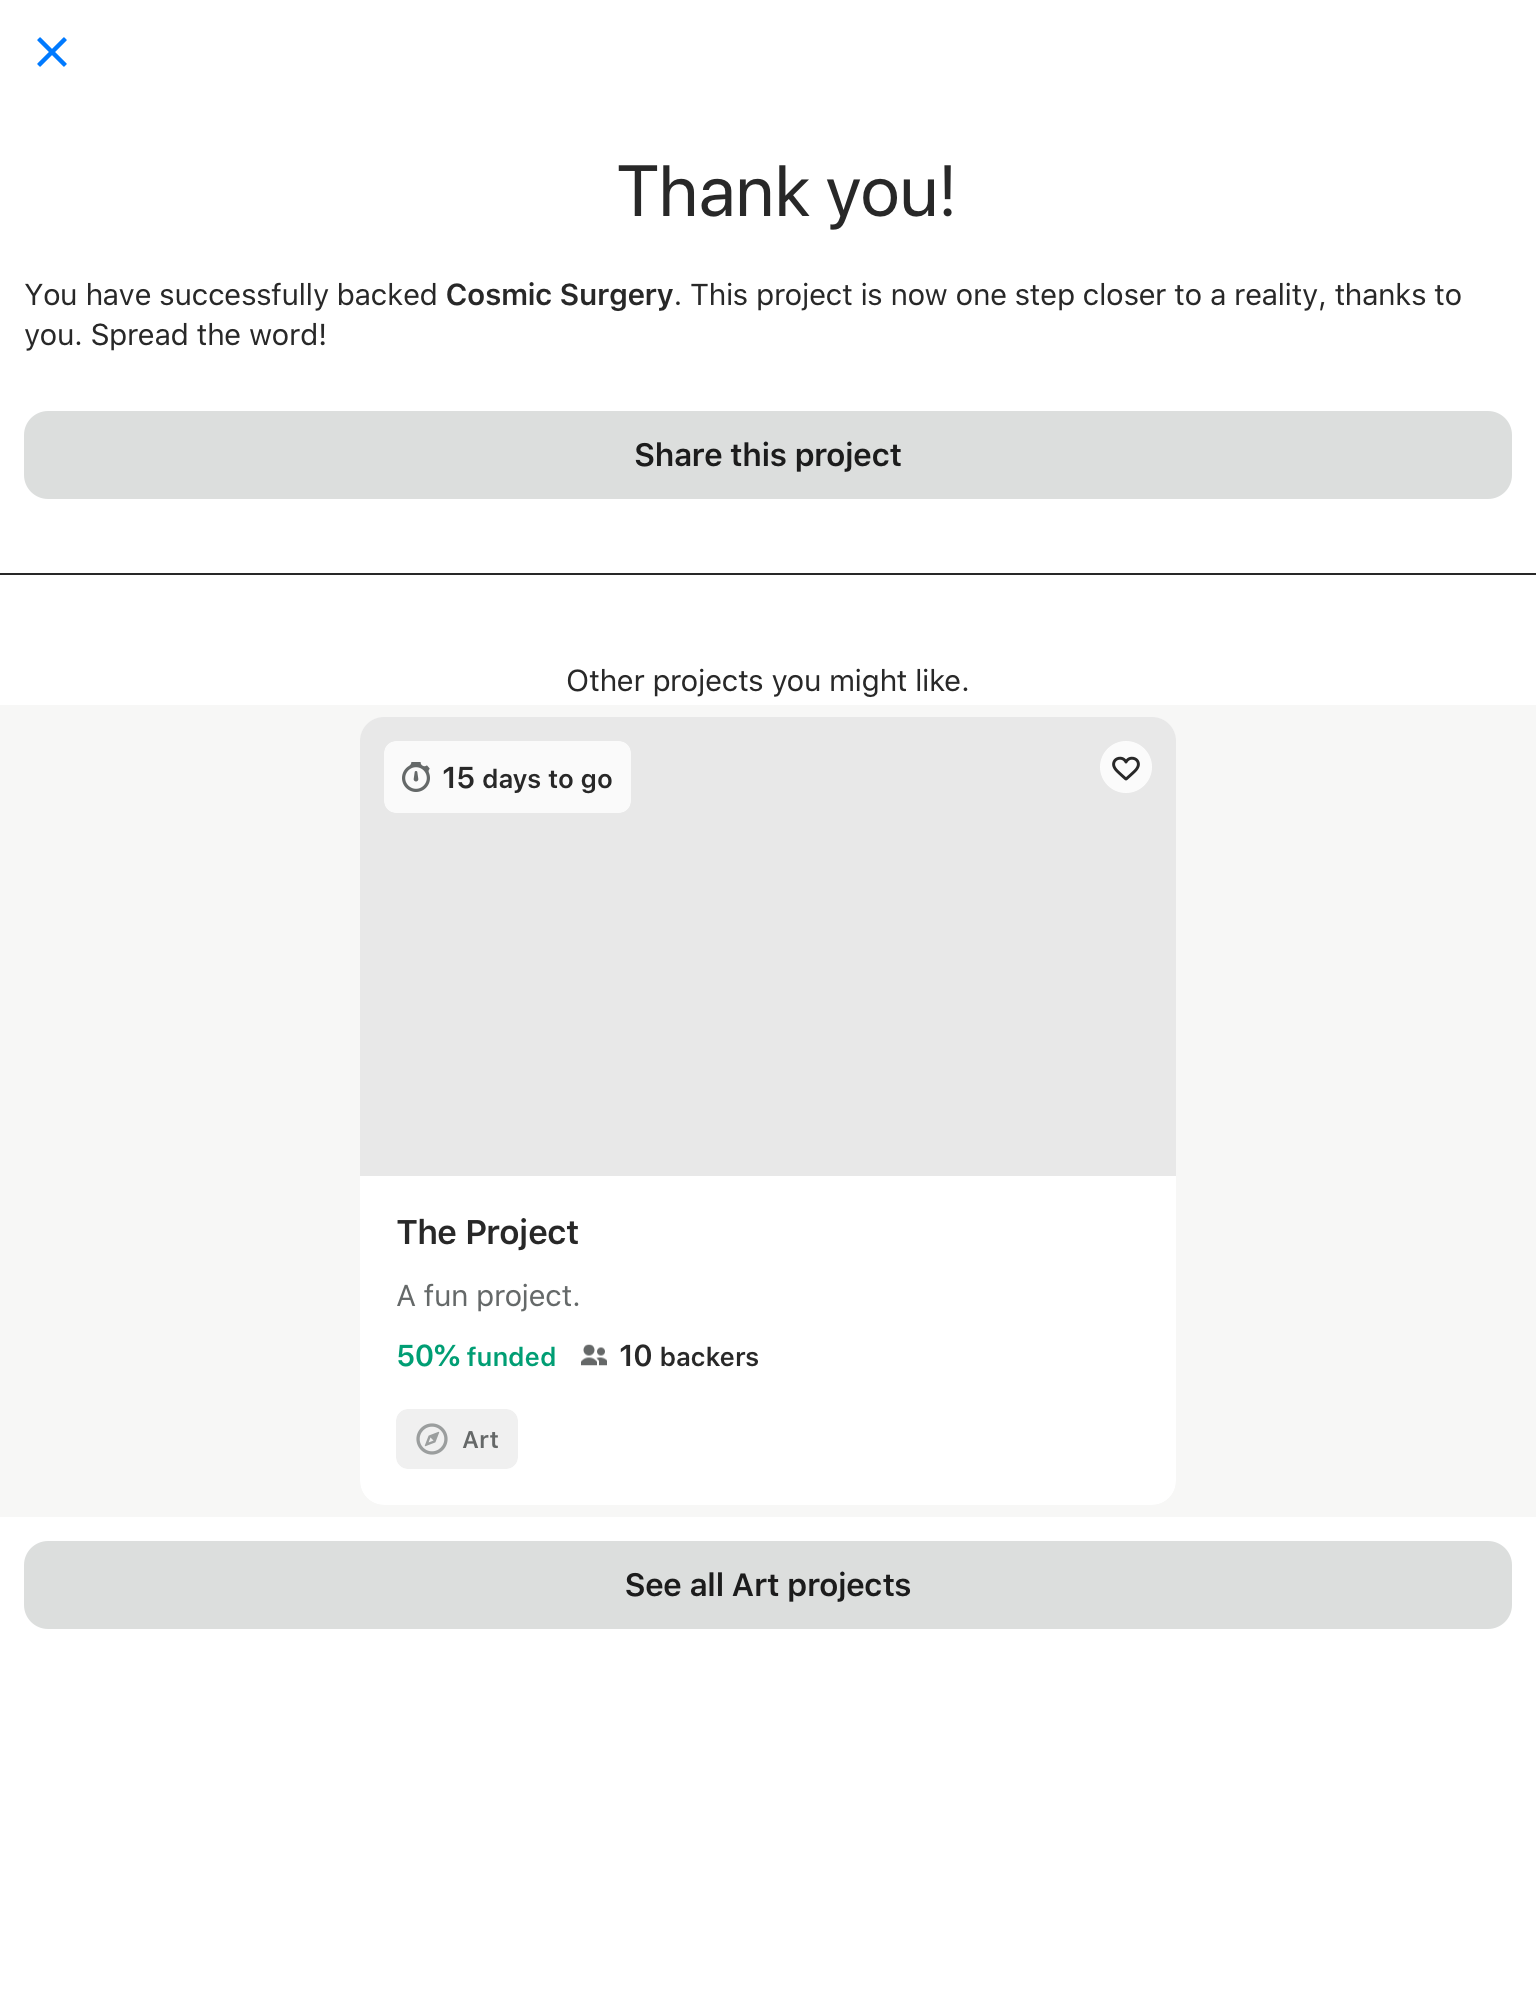 Thank you!
You have successfully backed Cosmic Surgery. This project is now one step closer to a reality, thanks to
you. Spread the word!
Share this project
Other projects you might like.
15 days to go
The Project
A fun project.
50% funded 10 backers
Art
See all Art projects